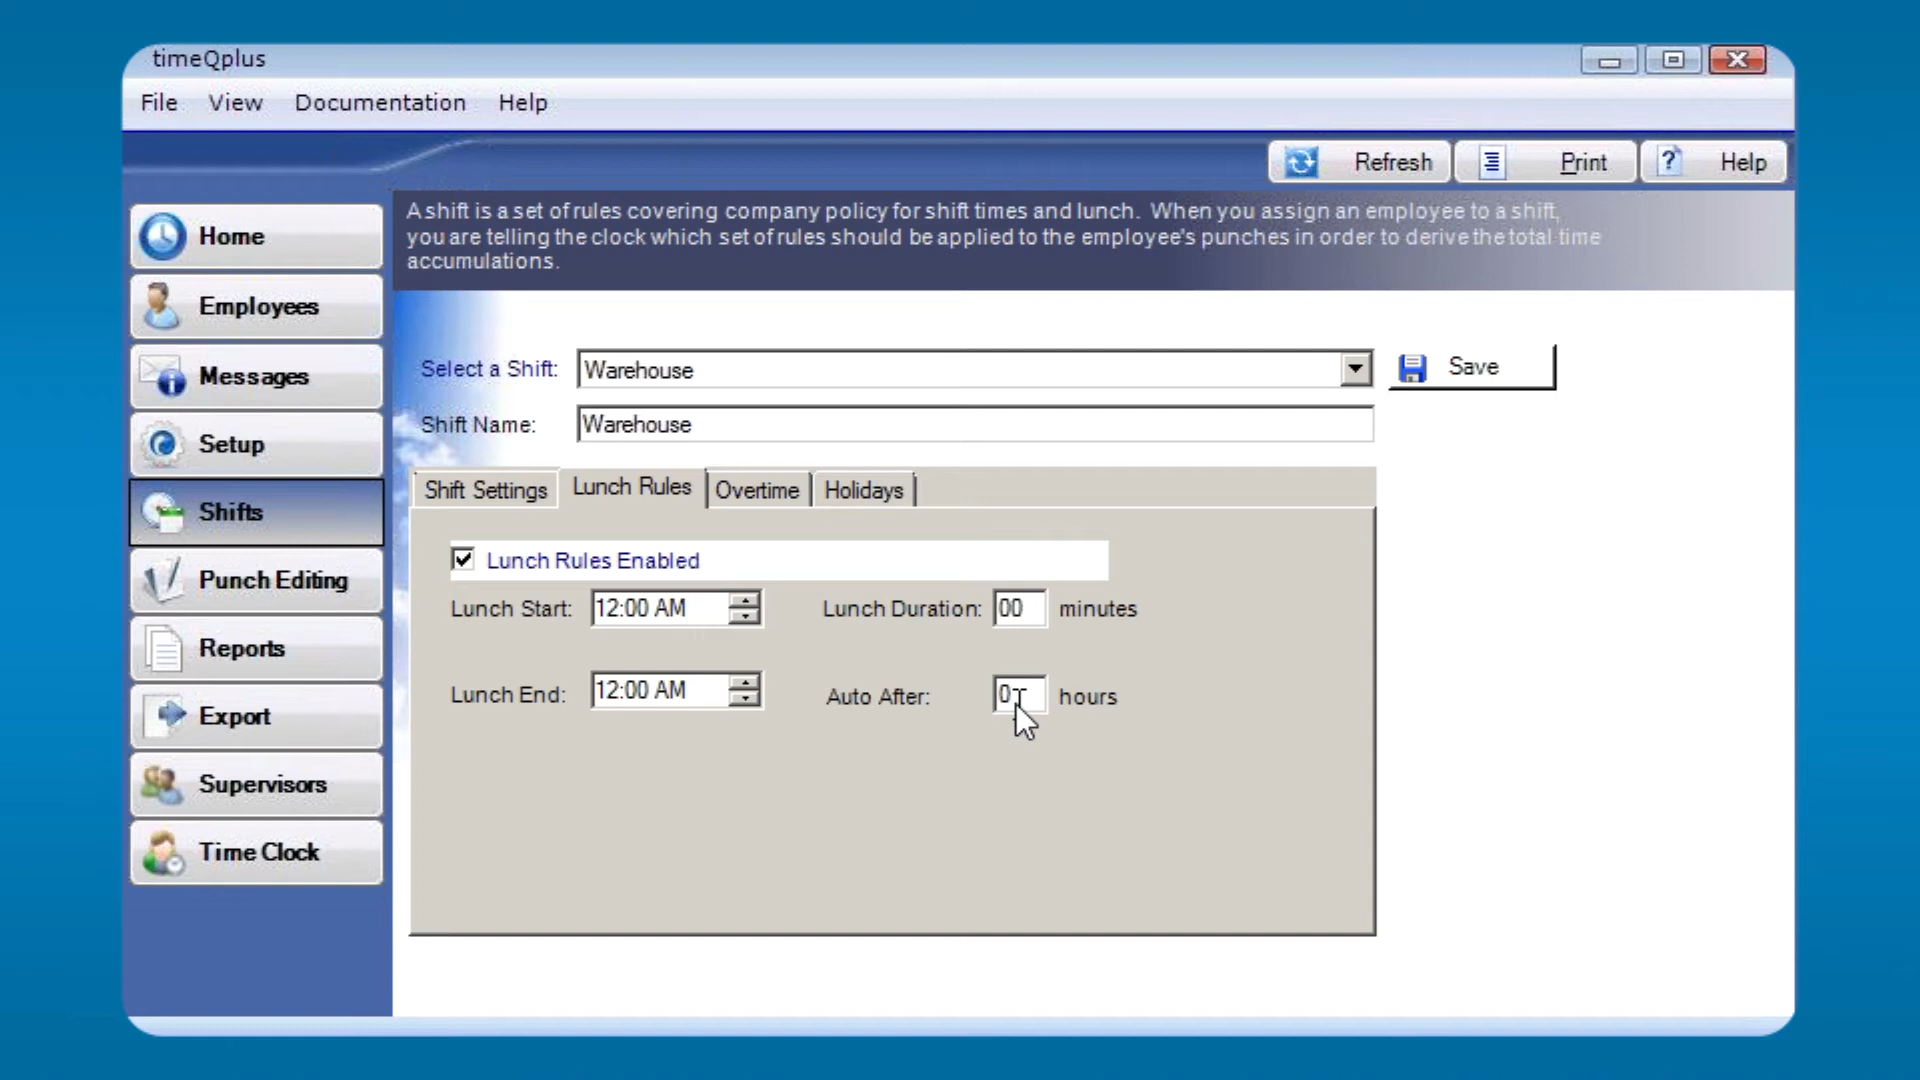 timeQplus
File View Documentation Help
Refresh Print ? Help
A shift is a set of rules covering company policy for shift times and lunch. When you assign an employee to a shift,
you are telling the clock which set of rules should be applied to the employee's punches in order to derive the total time
accumulations.
Home
Employees
Messages
Setup
Shifts
Punch Editing
Reports
Export
Supervisors
Time Clock
Select a Shift: Warehouse Save
Shift Name: Warehouse
Shift Settings Lunch Rules Overtime Holidays
Lunch Rules Enabled
Lunch Start: 12:00 AM Lunch Duration: 00 minutes
Lunch End: 12:00 AM Auto After: 0 hours